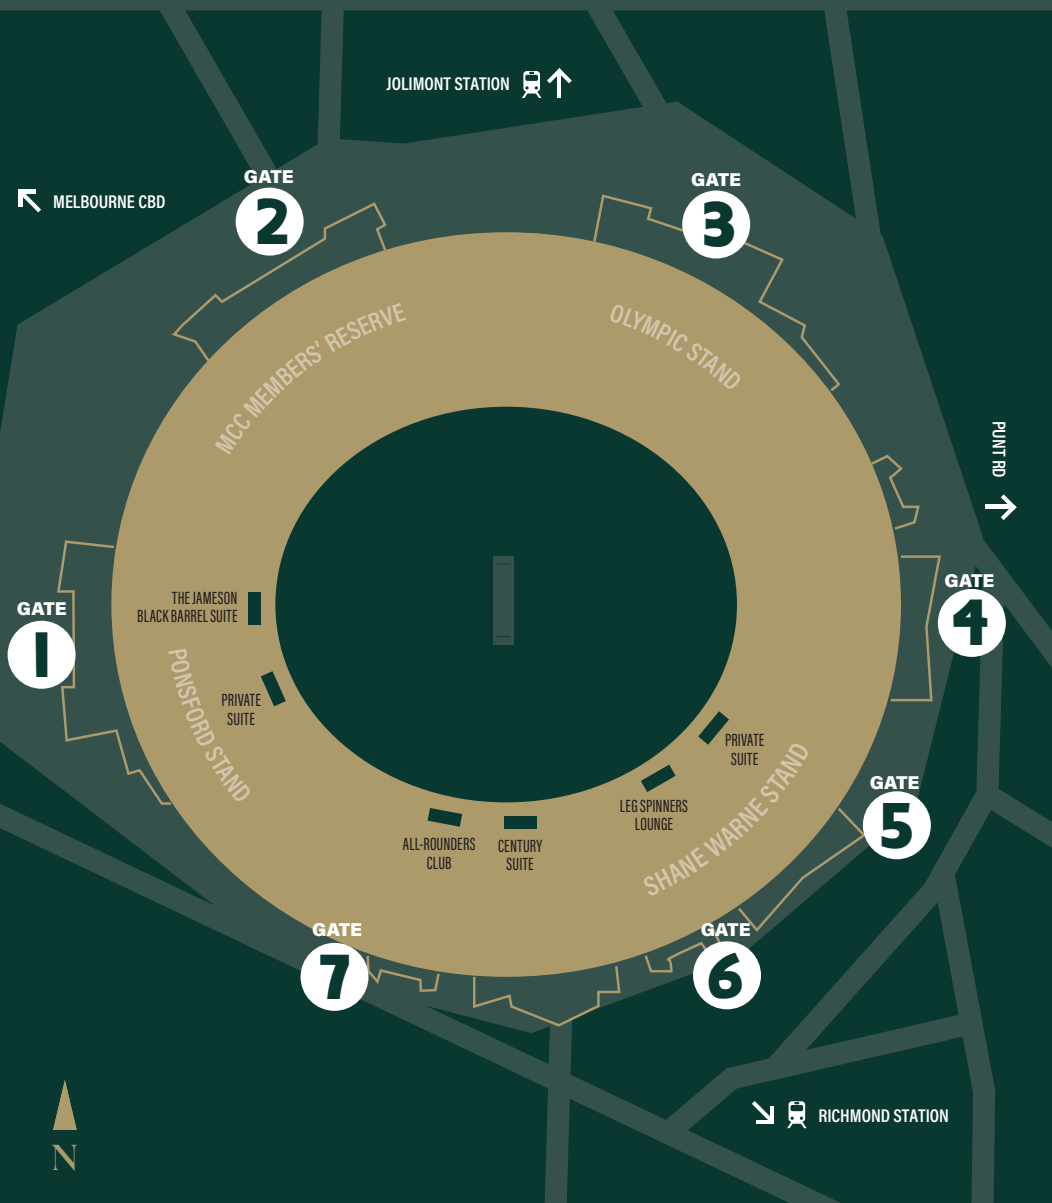 JOLIMONT STATION
MELBOURNE CBD
GATE
2
GATE
3
MCC MEMBERS' RESERVE
OLYMPIC STAND
PUNT RD
THE JAMESON
BLACK BARREL SUITE
GATE
1
GATE
4
PONSFORD STAND
PRIVATE
SUITE
PRIVATE
SUITE
LEG SPINNERS
LOUNGE
SHANE WARNE STAND
GATE
5
ALL-ROUNDERS
CLUB
CENTURY
SUITE
GATE
7
GATE
6
RICHMOND STATION
N